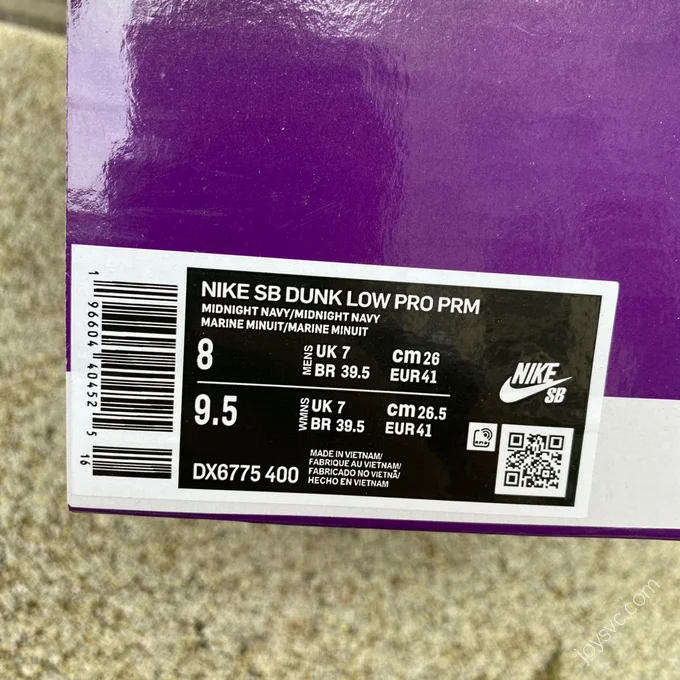 NIKE SB DUNK LOW PRO PRM
MIDNIGHT NAVY/MIDNIGHT NAVY
MARINE MINUIT/MARINE MINUIT
8 MENS UK 7 cm 26
BR 39.5 EUR 41
9.5 WMNS UK 7 cm 26.5
BR 39.5 EUR 41
DX6775 400
MADE IN VIETNAM/
FABRIQUE AU VIETNAM/
FABRICADO NO VIETNÃ/
HECHO EN VIETNAM
NIKE
SB
1 96604 40452 5 16
joysvc.com